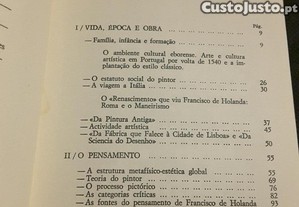 Custojusto.pt
Pág.
I / VIDA, ÉPOCA E OBRA 9
— Família, infância e formação 9
O ambiente cultural eborense. Arte e cultura
artística em Portugal por volta de 1540 e a im-
plantação do estilo clássico.
— O estatuto social do pintor 26
— A viagem a Itália 30
O «Renascimento» que viu Francisco de Holanda:
Roma e o Maneirismo
— «Da Pintura Antiga» 37
— Actividade artística 45
— «Da Fábrica que Falece à Cidade de Lisboa» e «Da
Sciencia do Desenho» 50
II / O PENSAMENTO 55
— A estrutura metafísico-estética global 55
— Teoria do pintor 69
— O processo pictórico 76
— As categorias críticas 82
— As fontes do pensamento de Francisco de Holanda 93